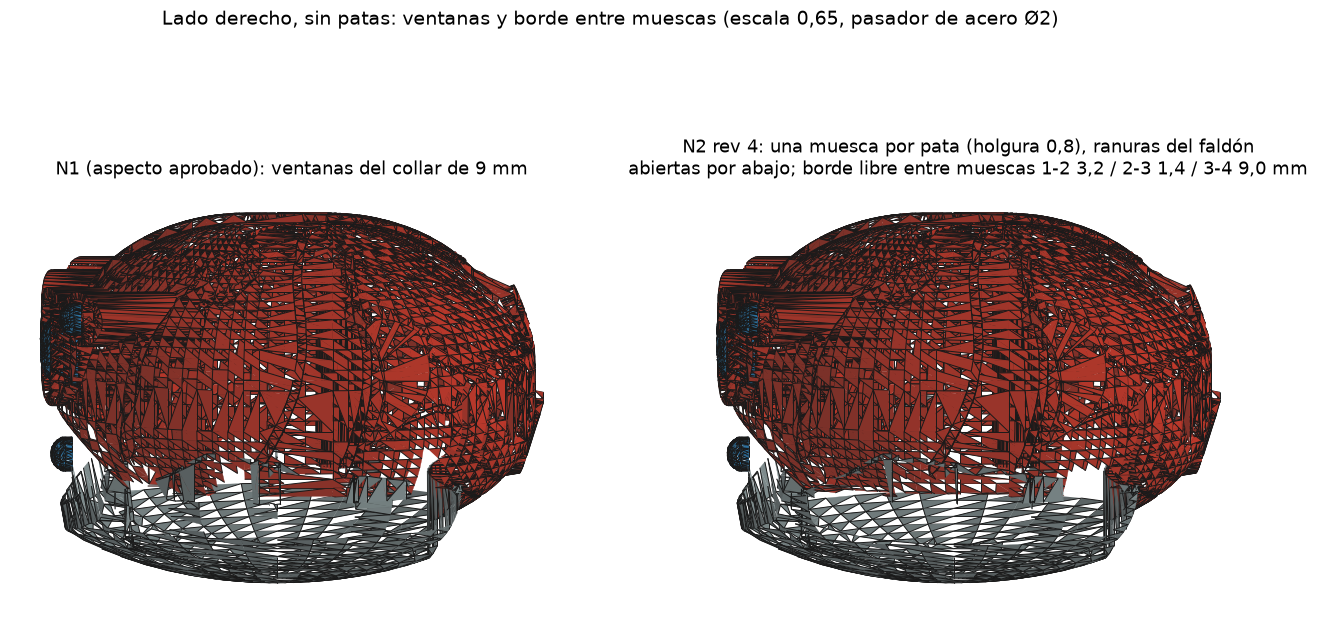 Lado derecho, sin patas: ventanas y borde entre muescas (escala 0,65, pasador de acero Ø2)
N1 (aspecto aprobado): ventanas del collar de 9 mm
N2 rev 4: una muesca por pata (holgura 0,8), ranuras del faldón
abiertas por abajo; borde libre entre muescas 1-2 3,2 / 2-3 1,4 / 3-4 9,0 mm